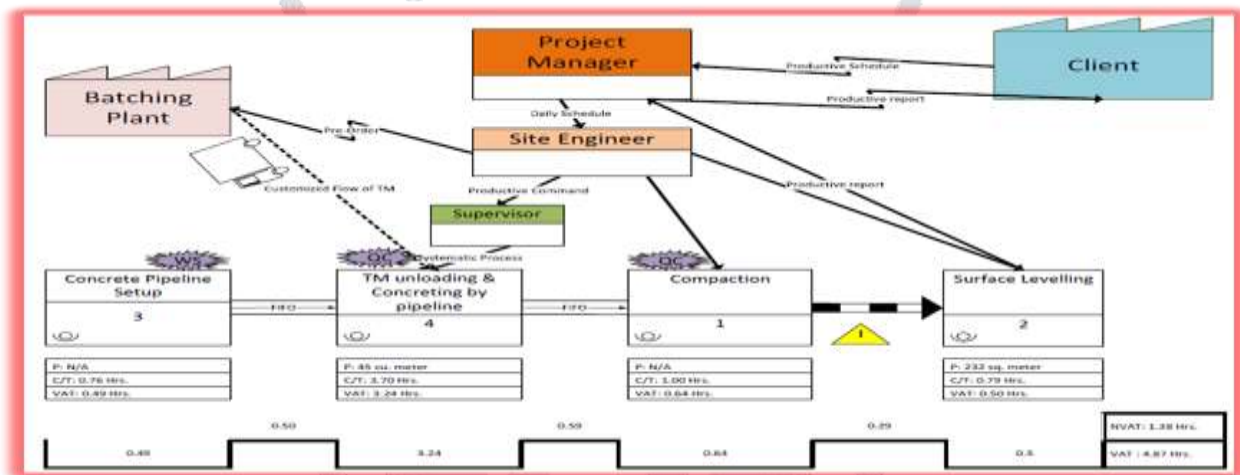 Project
Manager
Client
Productive Schedule
Productive report
Batching
Plant
Daily Schedule
Pre-Order
Site Engineer
Customized Flow of TM
Productive Command
Productive report
Supervisor
Systematic Process
WS
QC
QC
Concrete Pipeline
Setup
3
FIFO
TM unloading &
Concreting by
pipeline
4
FIFO
Compaction
1
I
Surface Levelling
2
P: N/A
C/T: 0.76 Hrs.
VAT: 0.49 Hrs.
P: 45 cu. meter
C/T: 3.70 Hrs.
VAT: 3.24 Hrs.
P: N/A
C/T: 1.00 Hrs.
VAT: 0.64 Hrs.
P: 232 sq. meter
C/T: 0.79 Hrs.
VAT: 0.50 Hrs.
0.50
0.59
0.29
NVAT: 1.38 Hrs.
0.49
3.24
0.64
0.5
VAT : 4.87 Hrs.